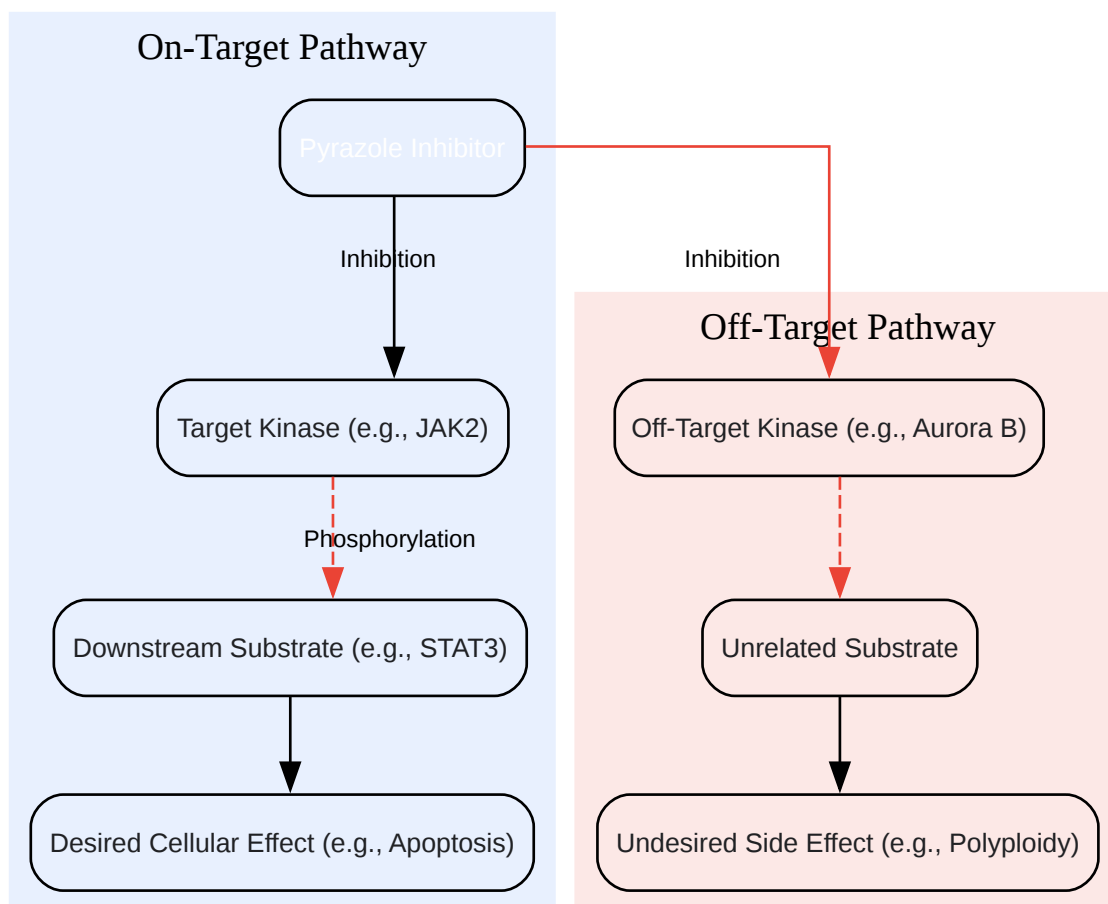 On-Target Pathway
Pyrazole Inhibitor
Inhibition
Inhibition
Off-Target Pathway
Target Kinase (e.g., JAK2)
Off-Target Kinase (e.g., Aurora B)
Phosphorylation
Downstream Substrate (e.g., STAT3)
Unrelated Substrate
Desired Cellular Effect (e.g., Apoptosis)
Undesired Side Effect (e.g., Polyploidy)